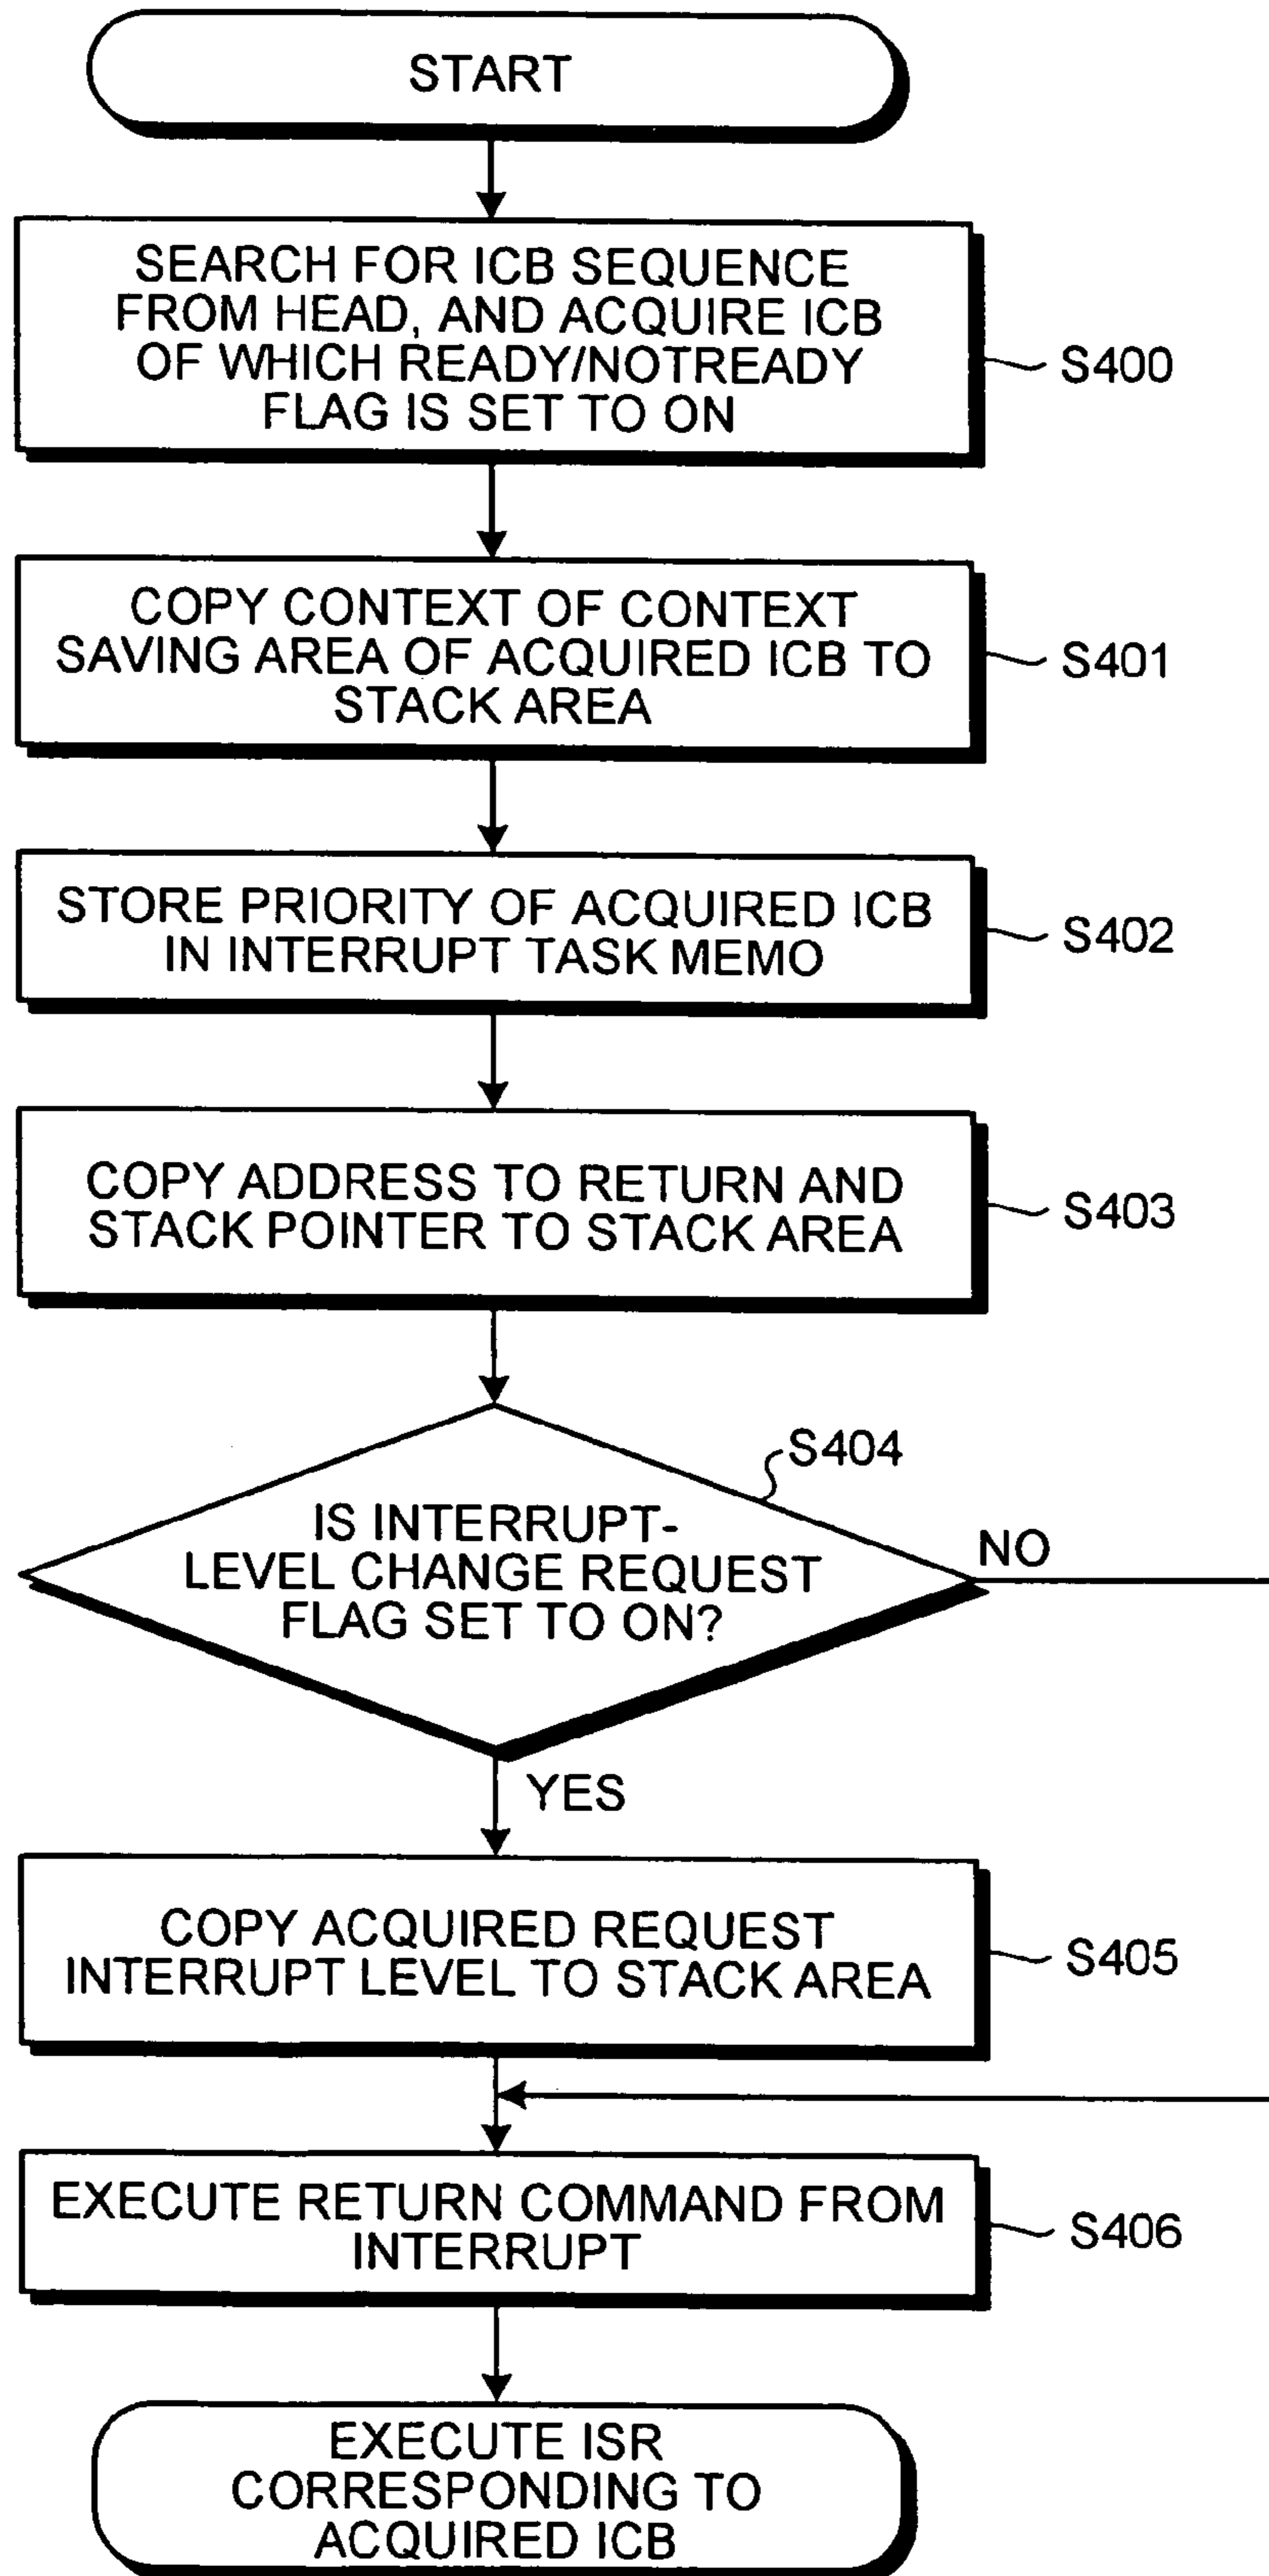 START
SEARCH FOR ICB SEQUENCE
FROM HEAD, AND ACQUIRE ICB
OF WHICH READY/NOTREADY
FLAG IS SET TO ON
S400
COPY CONTEXT OF CONTEXT
SAVING AREA OF ACQUIRED ICB TO
STACK AREA
S401
STORE PRIORITY OF ACQUIRED ICB
IN INTERRUPT TASK MEMO
S402
COPY ADDRESS TO RETURN AND
STACK POINTER TO STACK AREA
S403
S404
IS INTERRUPT-
LEVEL CHANGE REQUEST
FLAG SET TO ON?
NO
YES
COPY ACQUIRED REQUEST
INTERRUPT LEVEL TO STACK AREA
S405
EXECUTE RETURN COMMAND FROM
INTERRUPT
S406
EXECUTE ISR
CORRESPONDING TO
ACQUIRED ICB